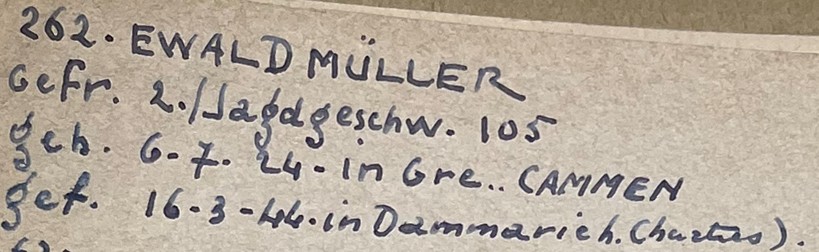 262. EWALD MÜLLER
Gefr. 2./Jagdgeschw. 105
geb. 6-7-24- in Gre.. CAMMEN
gef. 16-3-44. in Dammarie h. (Chartres).